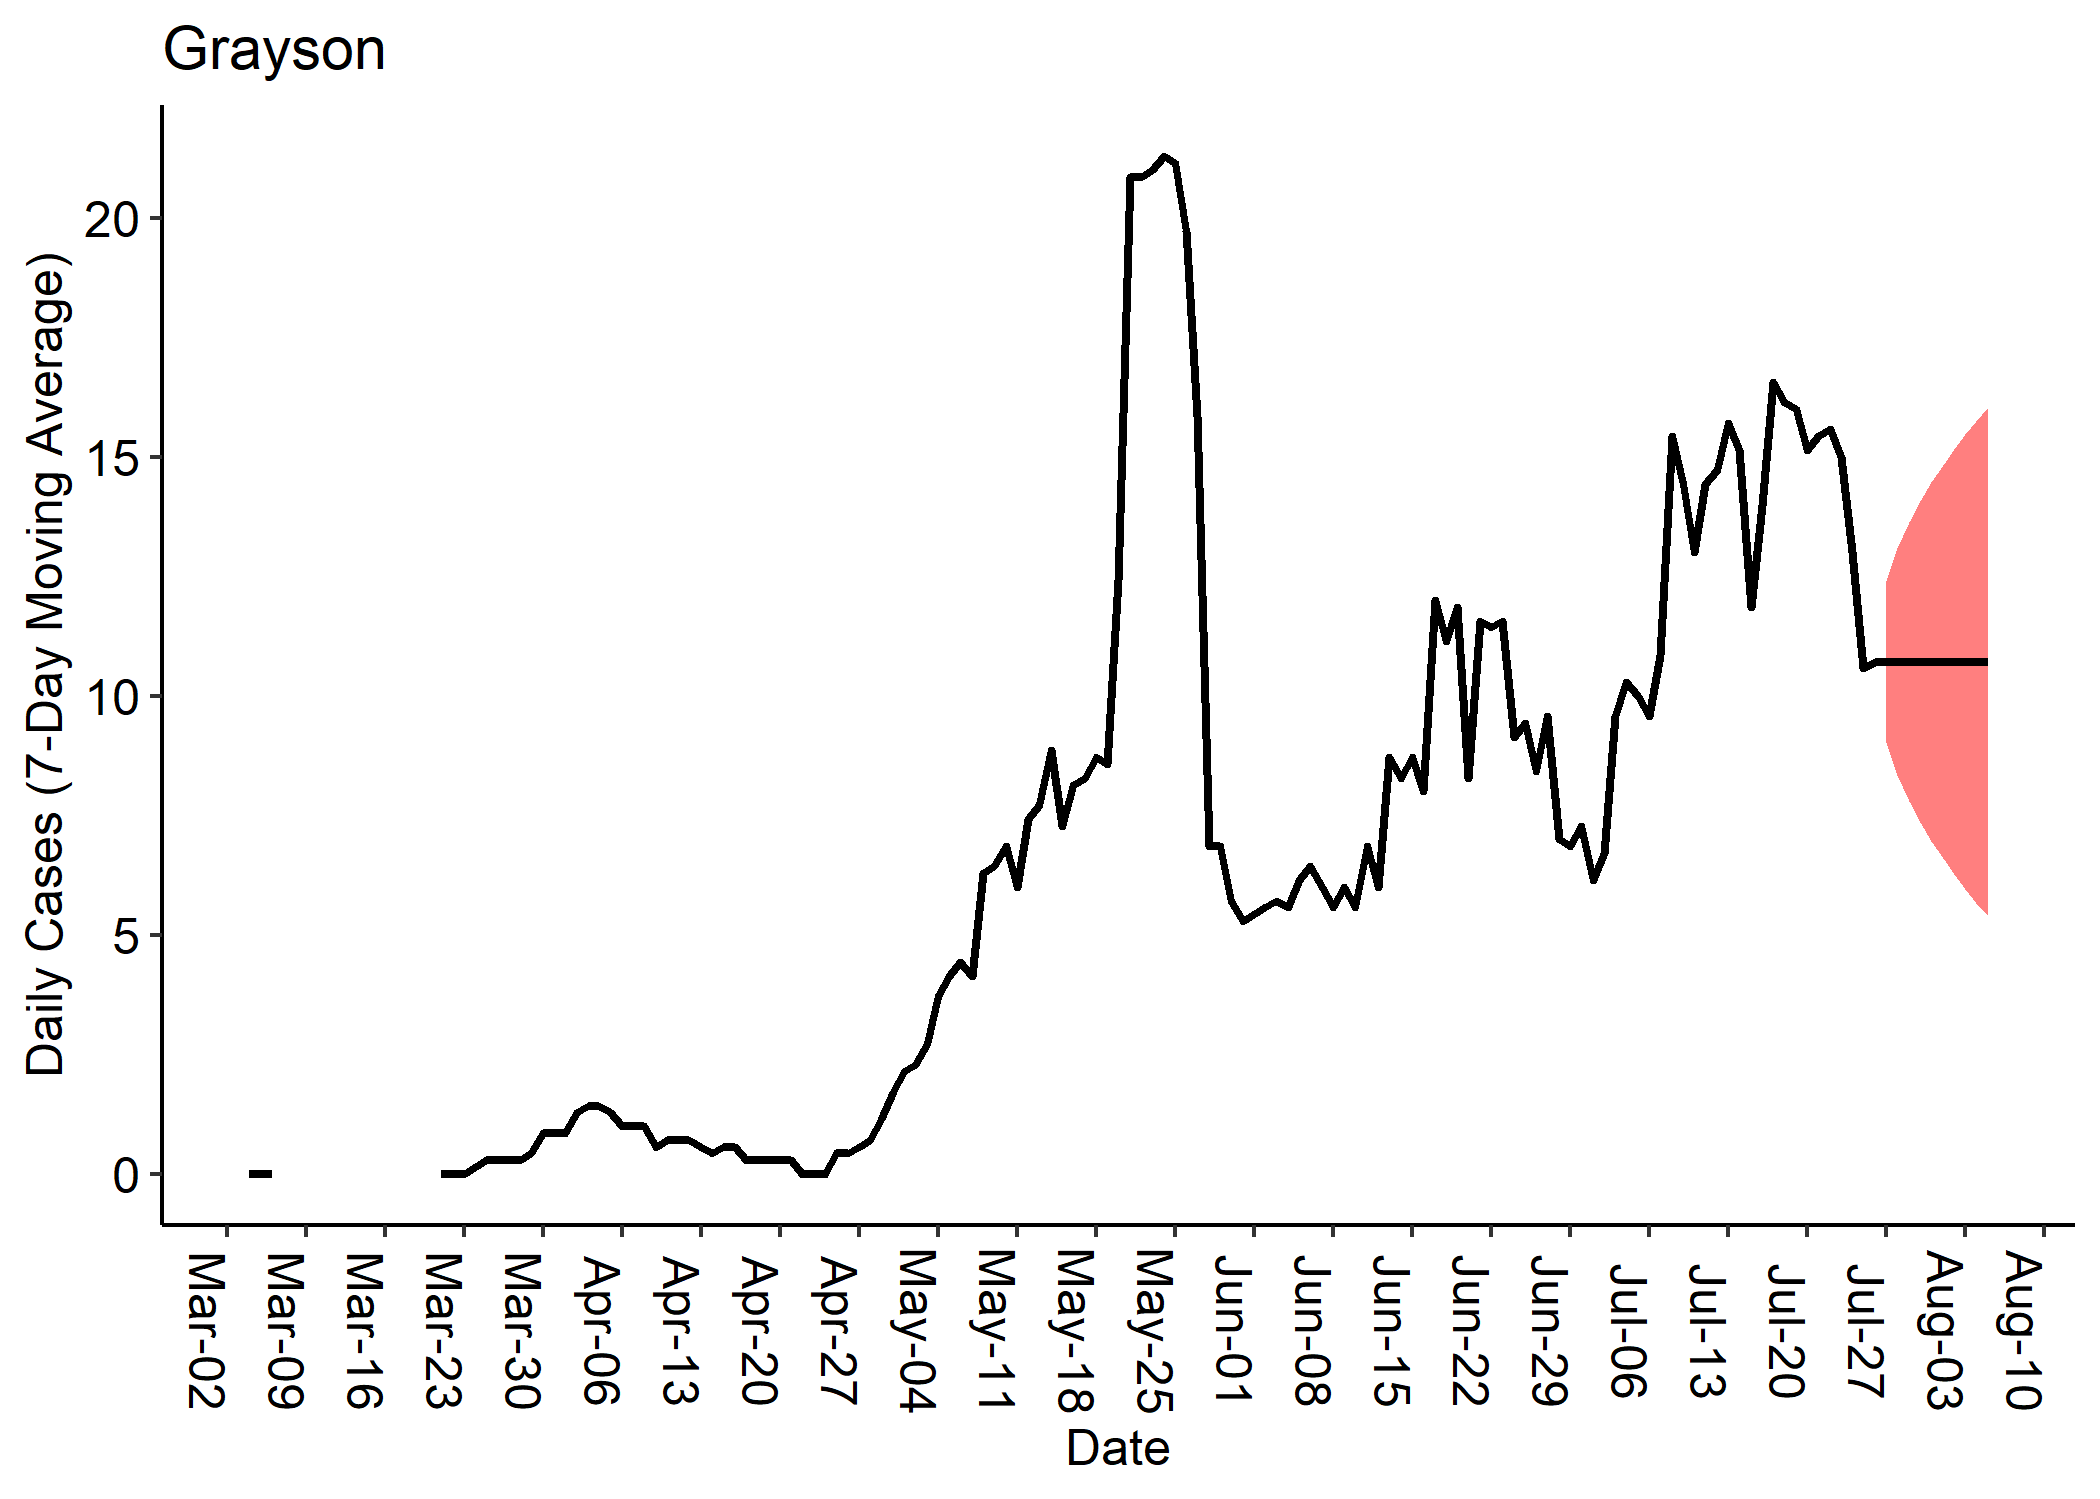 Grayson
Daily Cases (7-Day Moving Average)
20
15
10
5
0
Mar-02
Mar-09
Mar-16
Mar-23
Mar-30
Apr-06
Apr-13
Apr-20
Apr-27
May-04
May-11
May-18
May-25
Jun-01
Jun-08
Jun-15
Jun-22
Jun-29
Jul-06
Jul-13
Jul-20
Jul-27
Aug-03
Aug-10
Date